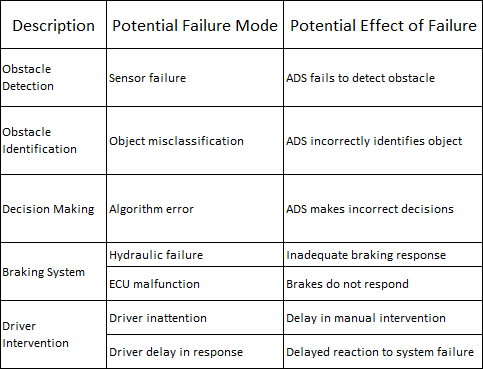 Description Potential Failure Mode Potential Effect of Failure
Obstacle
Detection
Sensor failure
ADS fails to detect obstacle
Obstacle
Identification
Object misclassification
ADS incorrectly identifies object
Decision Making
Algorithm error
ADS makes incorrect decisions
Braking System
Hydraulic failure
Inadequate braking response
ECU malfunction
Brakes do not respond
Driver
Intervention
Driver inattention
Delay in manual intervention
Driver delay in response
Delayed reaction to system failure